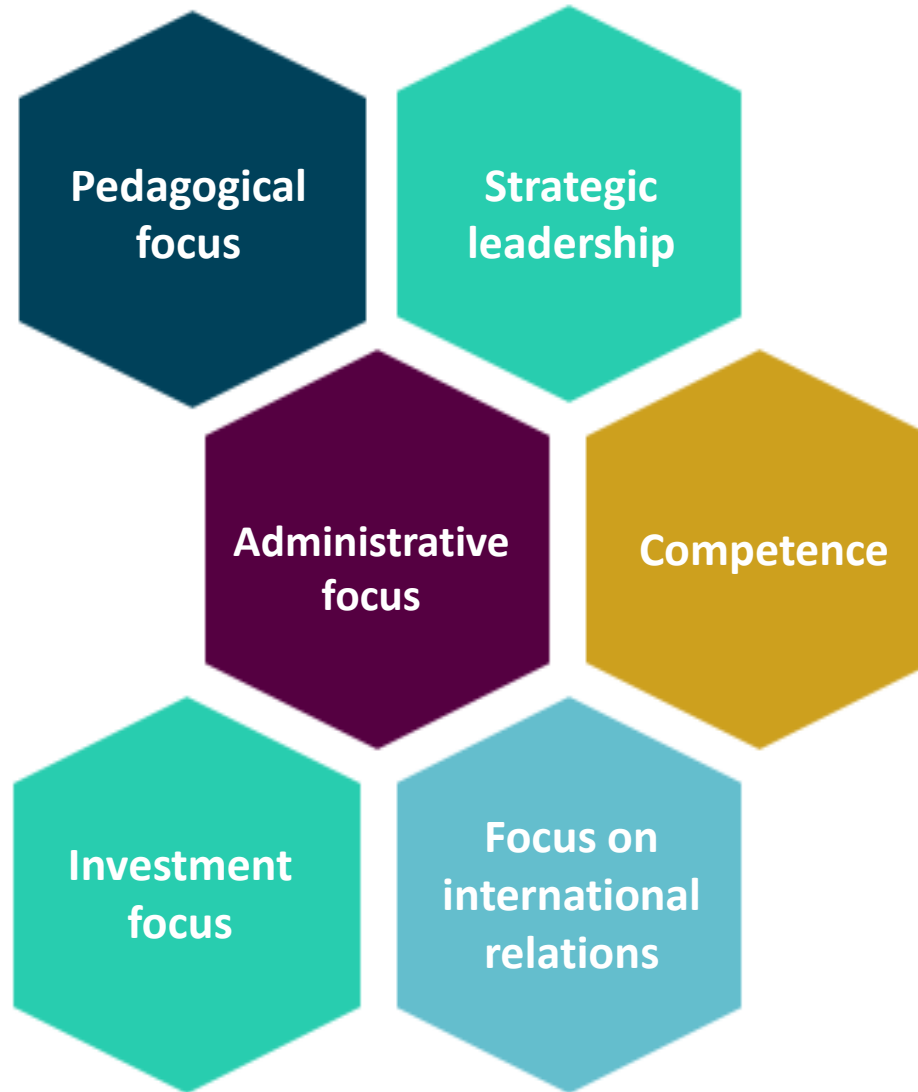 Pedagogical
focus
Strategic
leadership
Administrative
focus
Competence
Investment
focus
Focus on
international
relations